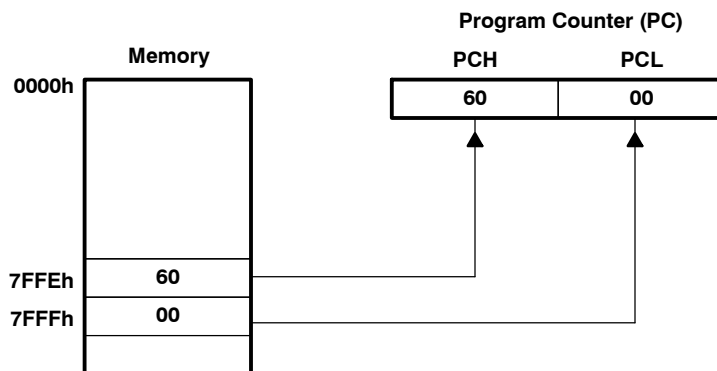 Program Counter (PC)
Memory
PCH
PCL
0000h
60
00
7FFEh
60
7FFFh
00